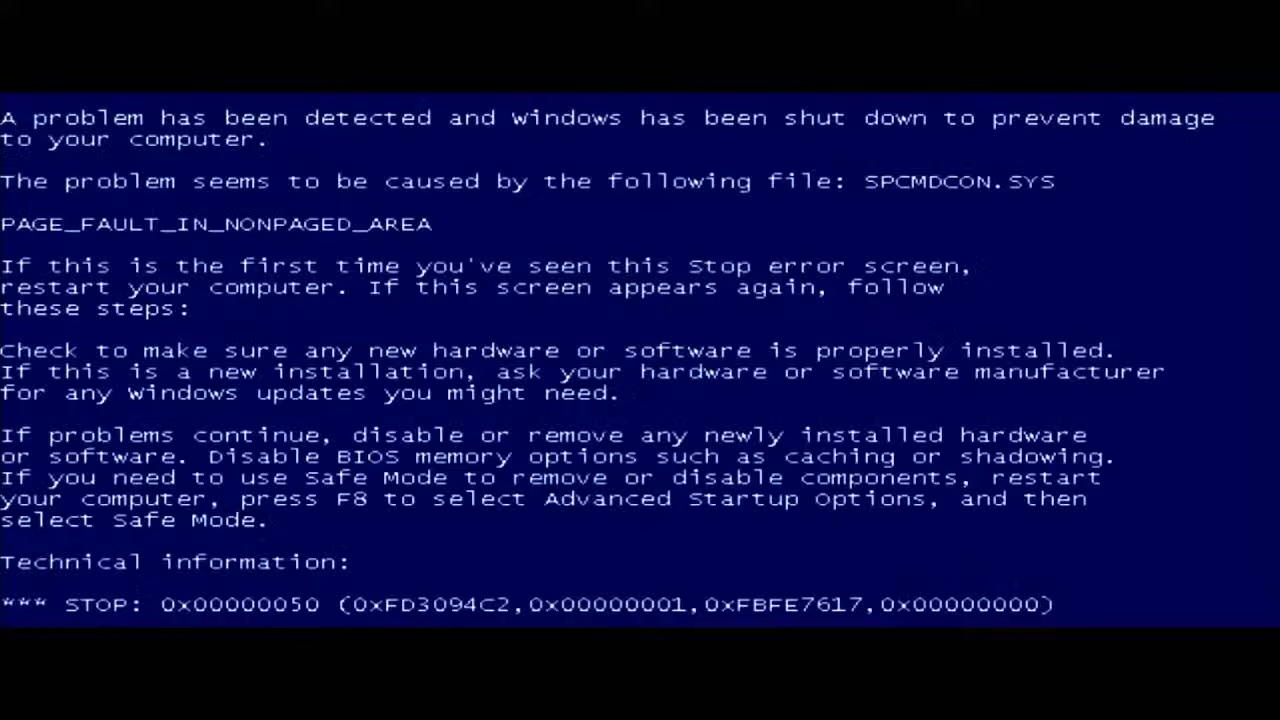 A problem has been detected and Windows has been shut down to prevent damage
to your computer.
The problem seems to be caused by the following file: SPCMDCON.SYS
PAGE_FAULT_IN_NONPAGED_AREA
If this is the first time you've seen this Stop error screen,
restart your computer. If this screen appears again, follow
these steps:
Check to make sure any new hardware or software is properly installed.
If this is a new installation, ask your hardware or software manufacturer
for any Windows updates you might need.
If problems continue, disable or remove any newly installed hardware
or software. Disable BIOS memory options such as caching or shadowing.
If you need to use Safe Mode to remove or disable components, restart
your computer, press F8 to select Advanced Startup Options, and then
select Safe Mode.
Technical information:
*** STOP: 0x00000050 (0xFD3094C2,0x00000001,0xFBFE7617,0x00000000)